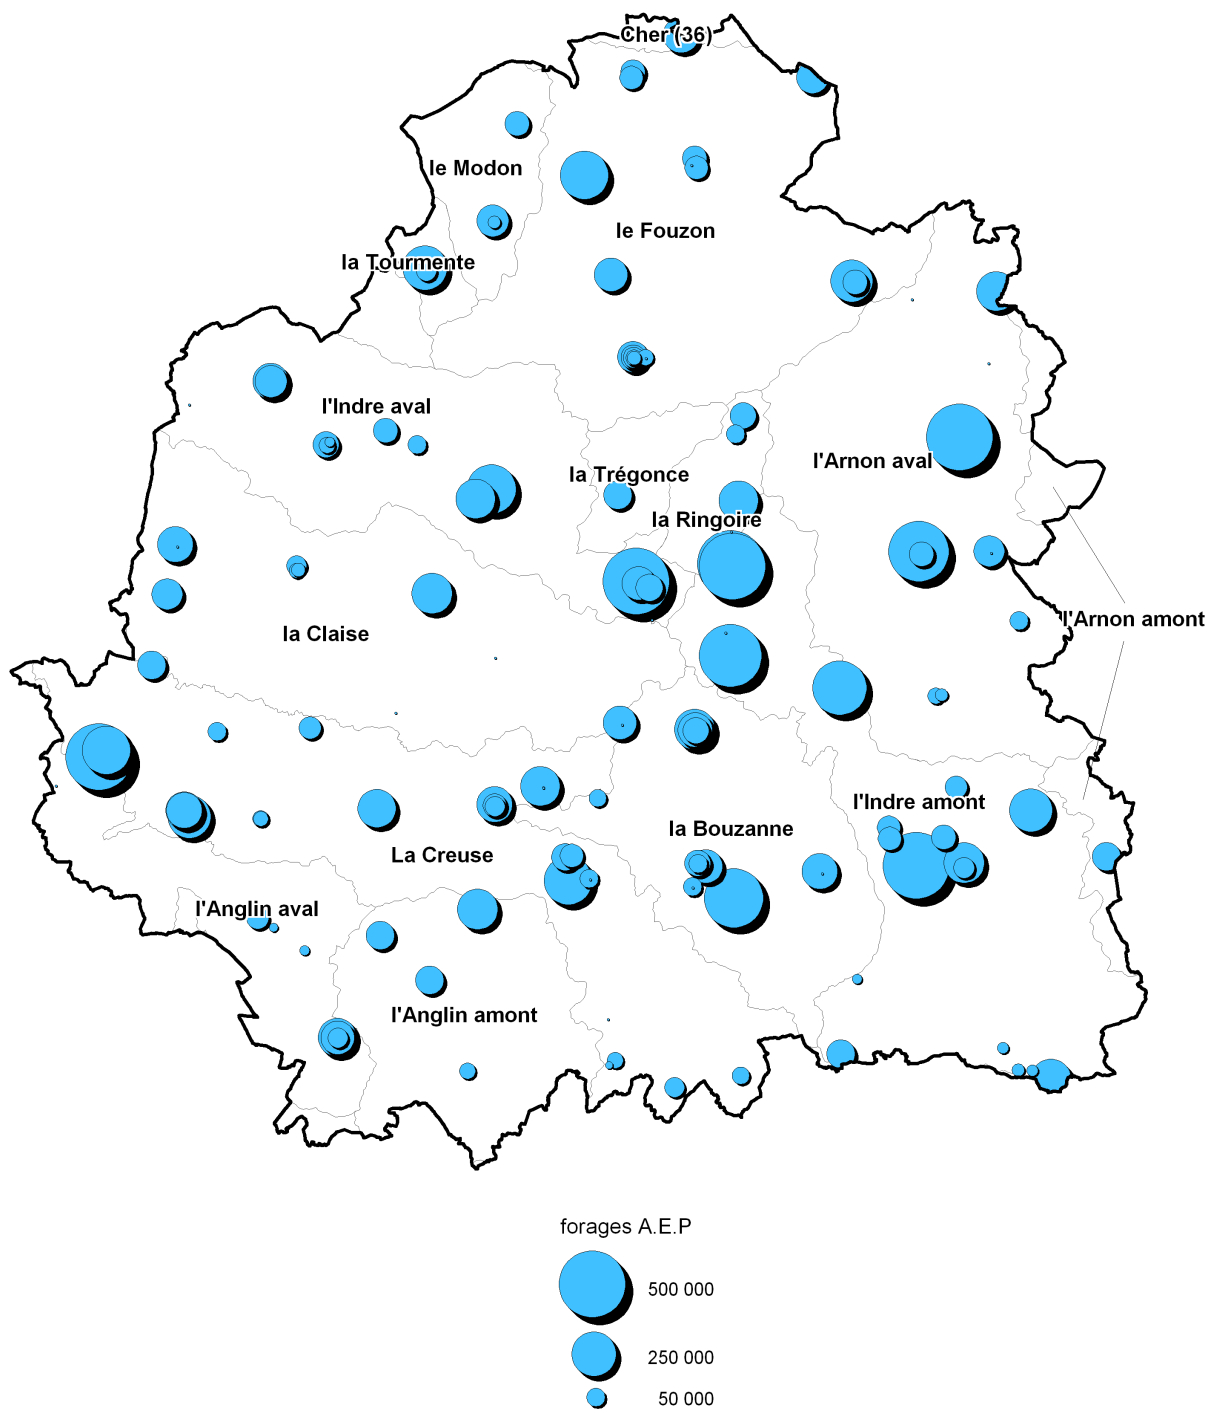 Cher (36)
le Modon
le Fouzon
la Tourmente
l'Indre aval
l'Arnon aval
la Trégonce
la Ringoire
l'Arnon amont
la Claise
l'Indre amont
la Bouzanne
La Creuse
l'Anglin aval
l'Anglin amont
forages A.E.P
500 000
250 000
50 000